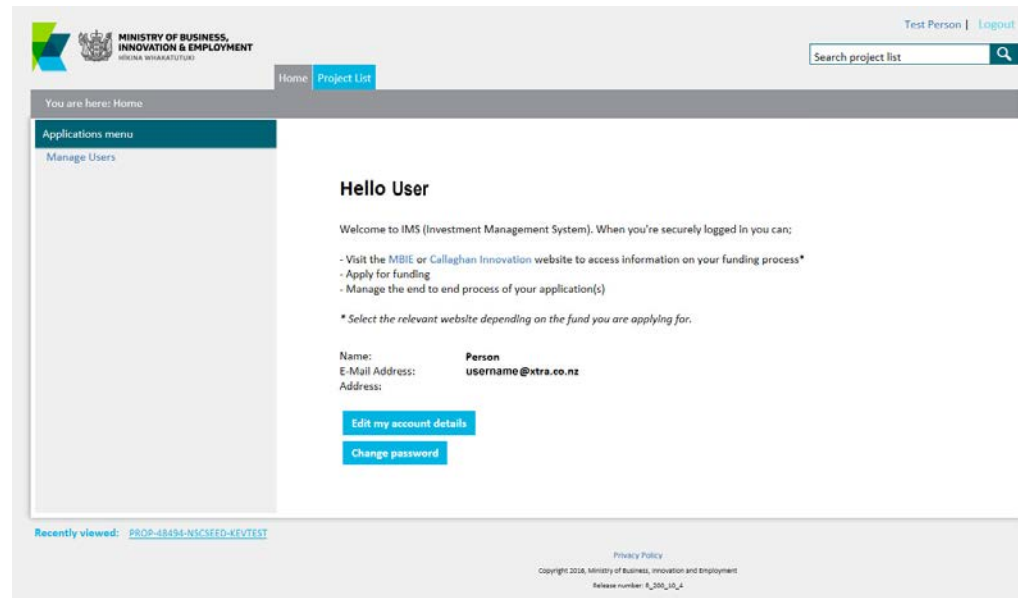 Test Person | Logout
MINISTRY OF BUSINESS,
INNOVATION & EMPLOYMENT
HĪKINA WHAKATUTUKI
Search project list
Home Project List
You are here: Home
Applications menu
Manage Users
Hello User
Welcome to IMS (Investment Management System). When you're securely logged in you can;
- Visit the MBIE or Callaghan Innovation website to access information on your funding process*
- Apply for funding
- Manage the end to end process of your application(s)
* Select the relevant website depending on the fund you are applying for.
Name: Person
E-Mail Address: username@xtra.co.nz
Address:
Edit my account details
Change password
Recently viewed: PROP-48494-NSCSEED-KEVTEST
Privacy Policy
Copyright 2016, Ministry of Business, Innovation and Employment
Release number: 8_200_10_4